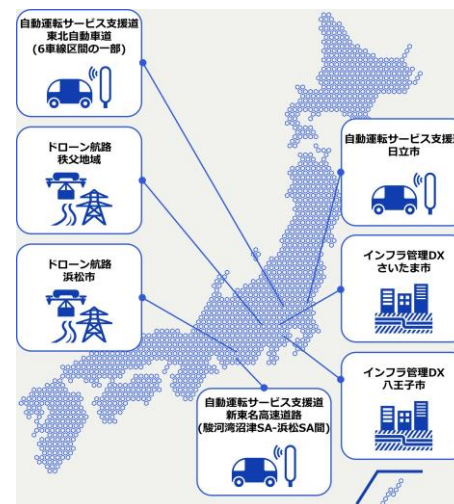 自動運転サービス支援道
東北自動車道
(6車線区間の一部)
ドローン航路
秩父地域
ドローン航路
浜松市
自動運転サービス支援道
新東名高速道路
(駿河湾沼津SA-浜松SA間)
自動運転サービス支援道
日立市
インフラ管理DX
さいたま市
インフラ管理DX
八王子市